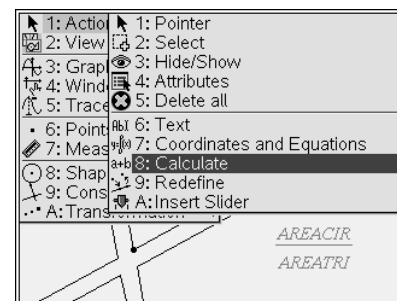 1: Actio
2: View
3: Grap
4: Wind
5: Trace
6: Point
7: Meas
8: Shap
9: Cons
A: Transformation
1: Pointer
2: Select
3: Hide/Show
4: Attributes
5: Delete all
AbI 6: Text
7: Coordinates and Equations
a+b 8: Calculate
9: Redefine
A: Insert Slider
AREACIR
AREATRI